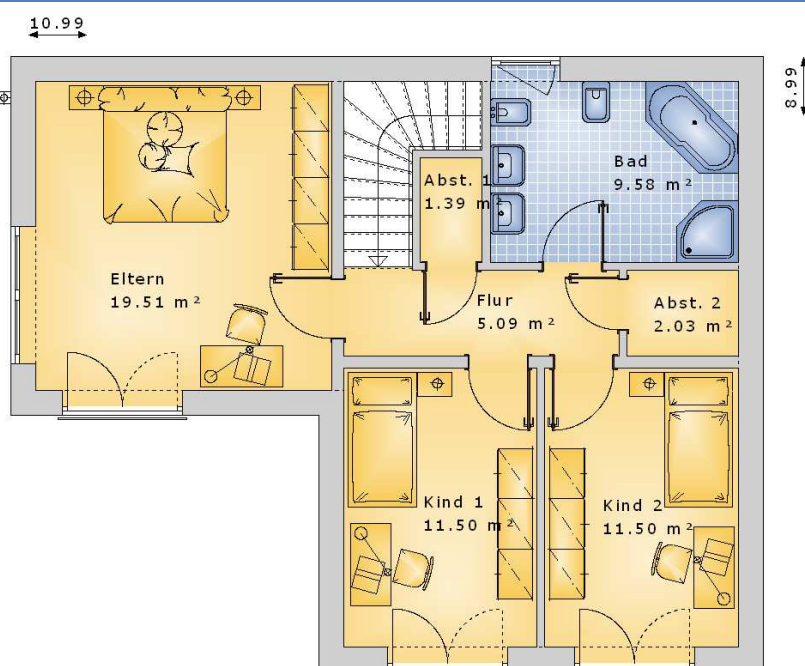 10.99
8.99
Bad
9.58 m²
Abst. 1
1.39 m²
Eltern
19.51 m²
Flur
5.09 m²
Abst. 2
2.03 m²
Kind 1
11.50 m²
Kind 2
11.50 m²